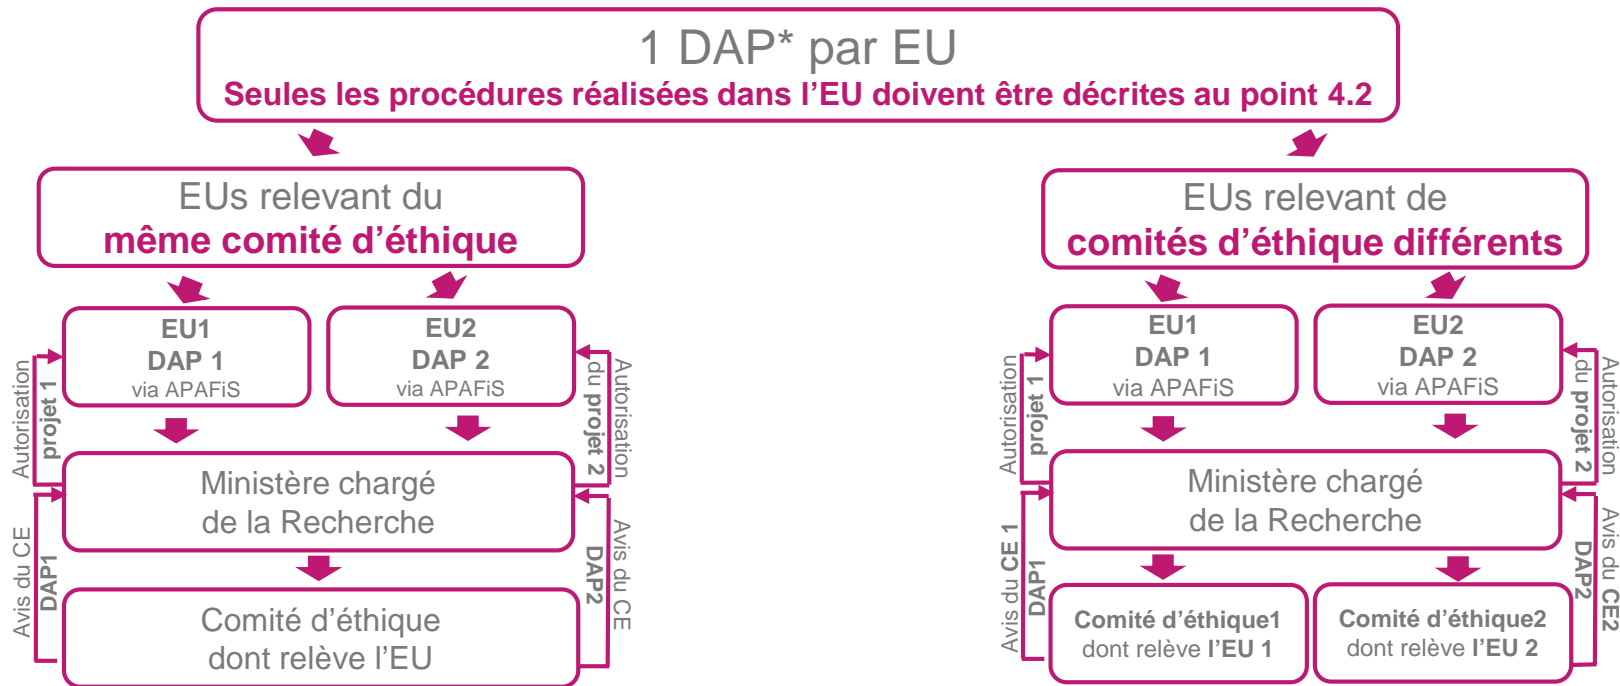 1 DAP* par EU
Seules les procédures réalisées dans l'EU doivent être décrites au point 4.2
EUs relevant du
même comité d'éthique
EU1
DAP 1
via APAFiS
EU2
DAP 2
via APAFiS
Autorisation
projet 1
Autorisation
du projet 2
Ministère chargé
de la Recherche
Avis du CE
DAP1
Avis du CE
DAP2
Comité d'éthique
dont relève l'EU
EUs relevant de
comités d'éthique différents
EU1
DAP 1
via APAFiS
EU2
DAP 2
via APAFiS
Autorisation
projet 1
Autorisation
du projet 2
Ministère chargé
de la Recherche
Avis du CE 1
DAP1
Avis du CE2
DAP2
Comité d'éthique1
dont relève l'EU 1
Comité d'éthique2
dont relève l'EU 2